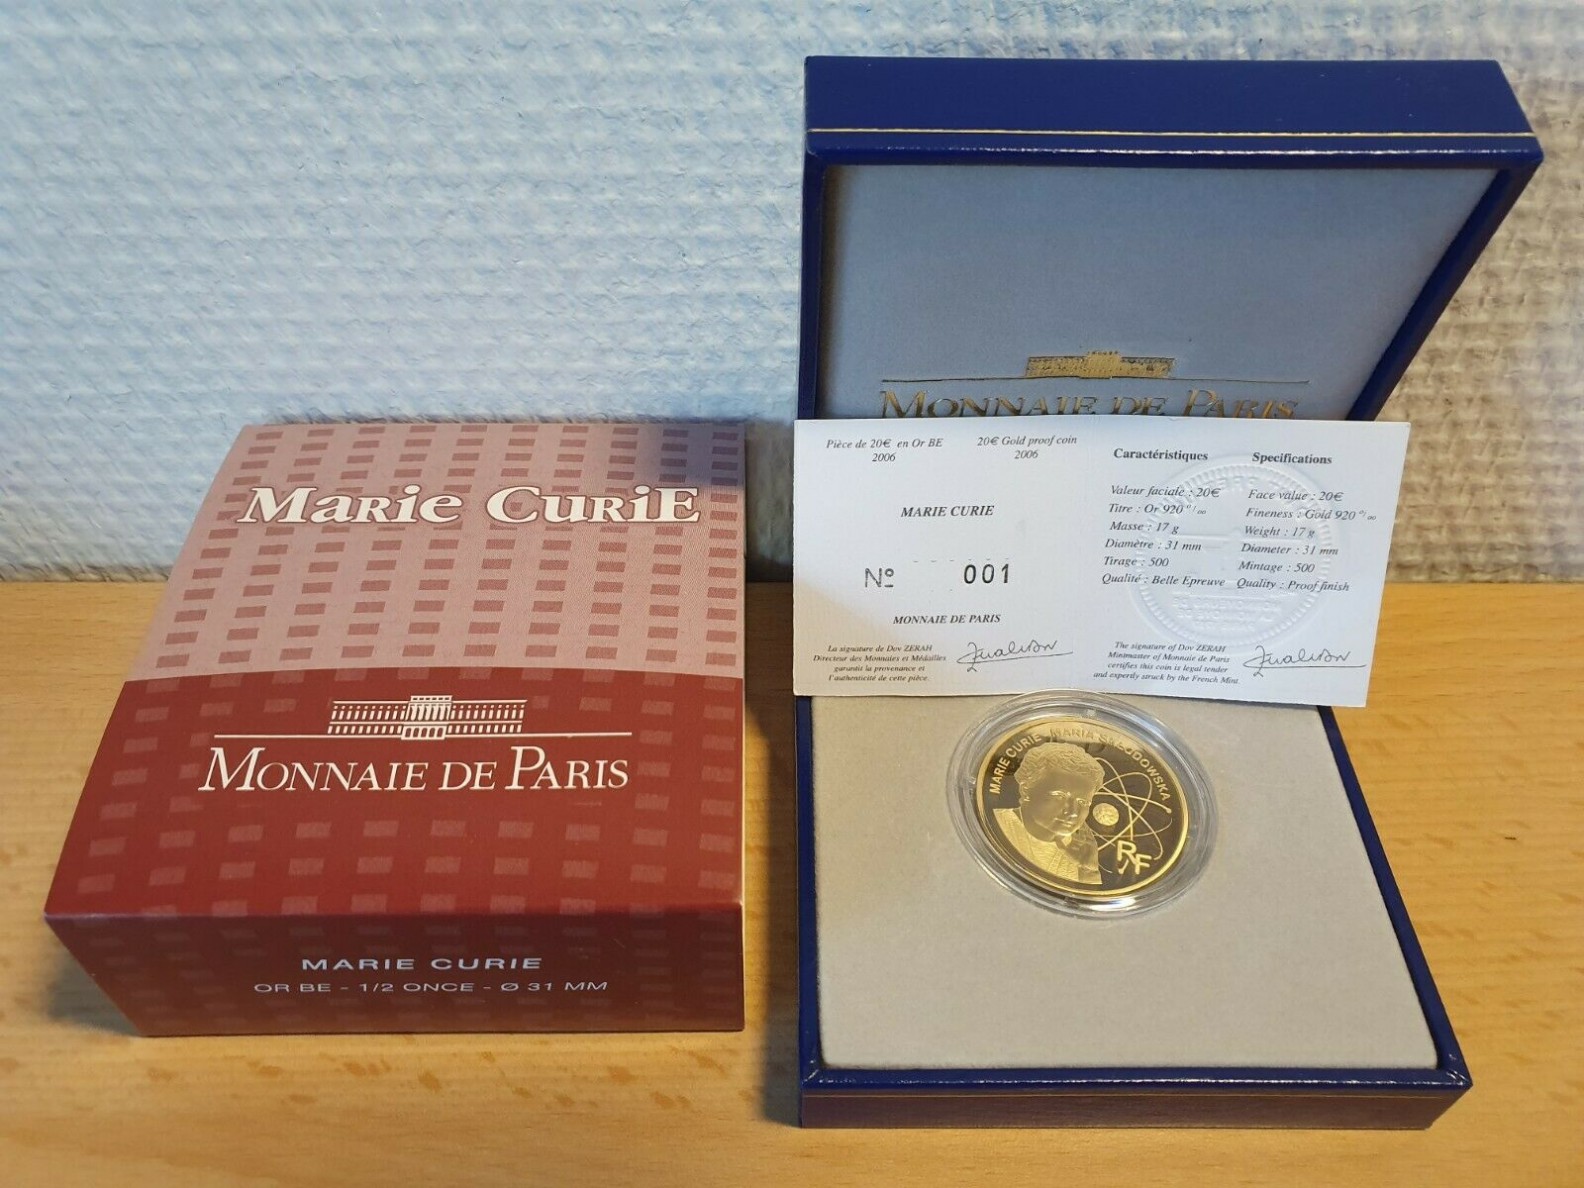 Marie Curie
MONNAIE DE PARIS
MARIE CURIE
OR BE - 1/2 ONCE - Ø 31 MM
MONNAIE DE PARIS
Pièce de 20€ en Or BE
2006
20€ Gold proof coin
2006
MARIE CURIE
Nº 001
MONNAIE DE PARIS
La signature de Dov ZERAH
Directeur des Monnaies et Médailles
garantit la provenance et
l'authenticité de cette pièce.
Caractéristiques
Valeur faciale : 20€
Titre : Or 920 º/ₒₒ
Masse : 17 g
Diamètre : 31 mm
Tirage : 500
Qualité : Belle Epreuve
Specifications
Face value : 20€
Fineness : Gold 920 º/ₒₒ
Weight : 17 g
Diameter : 31 mm
Mintage : 500
Quality : Proof finish
The signature of Dov ZERAH
Mintmaster of Monnaie de Paris
certifies this coin is legal tender
and expertly struck by the French Mint.
MARIE CURIE MARIA SKŁODOWSKA
RF